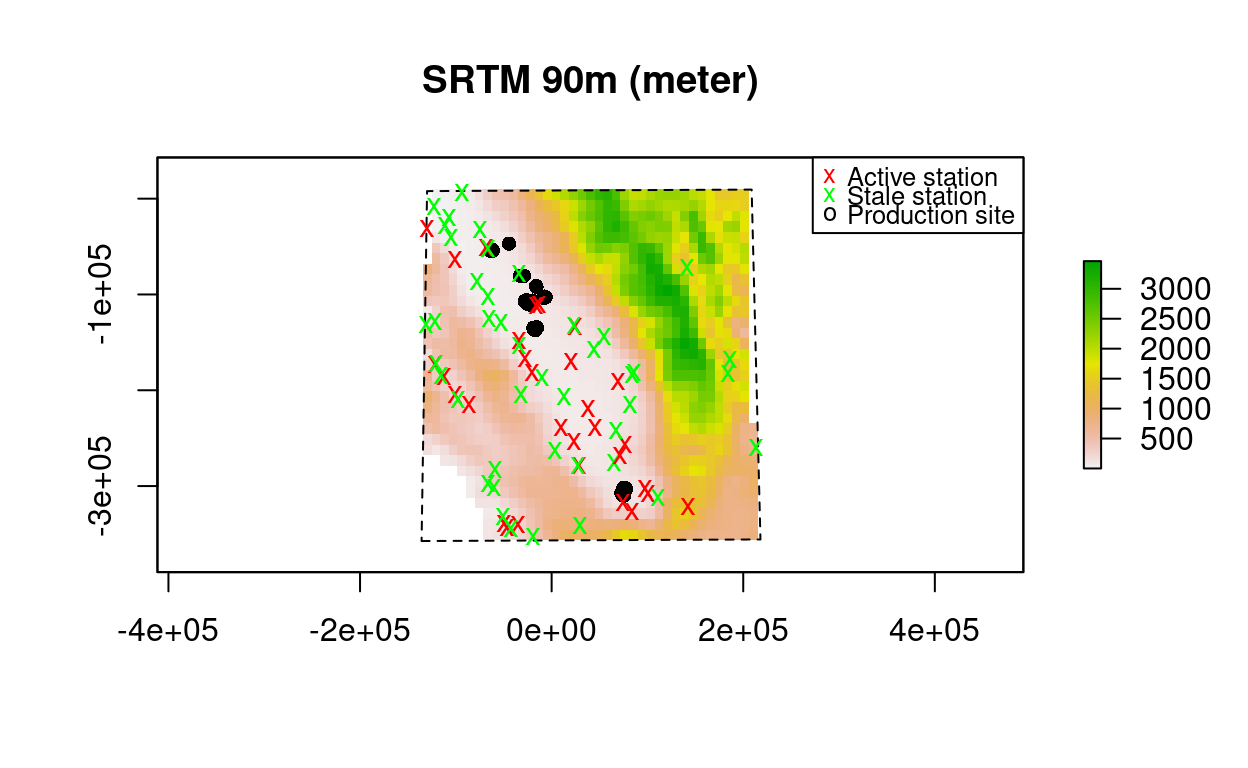 SRTM 90m (meter)
x Active station
x Stale station
o Production site
-1e+05
-3e+05
3000
2500
2000
1500
1000
500
-4e+05 -2e+05 0e+00 2e+05 4e+05